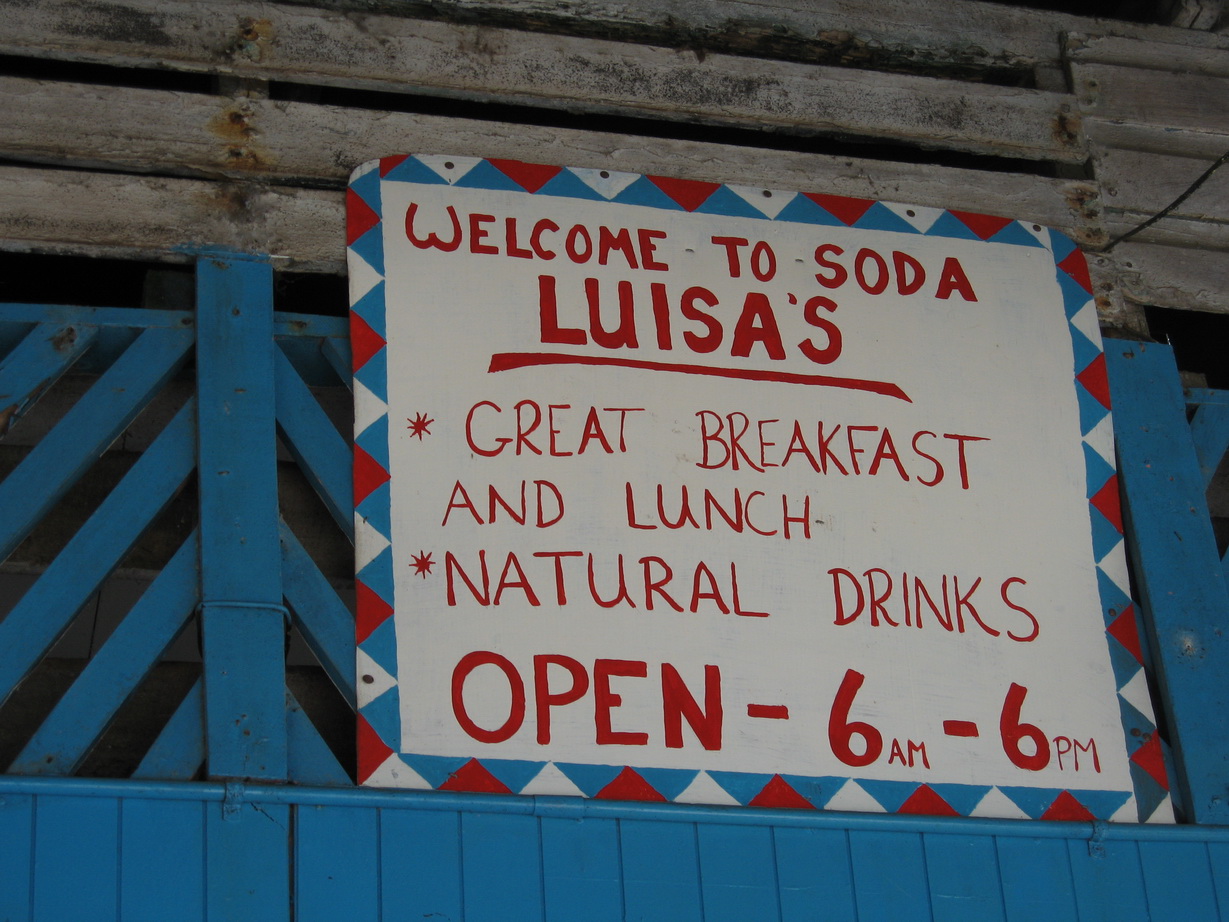 WELCOME TO SODA
LUISA'S
* GREAT BREAKFAST
AND LUNCH
* NATURAL DRINKS
OPEN - 6AM - 6PM